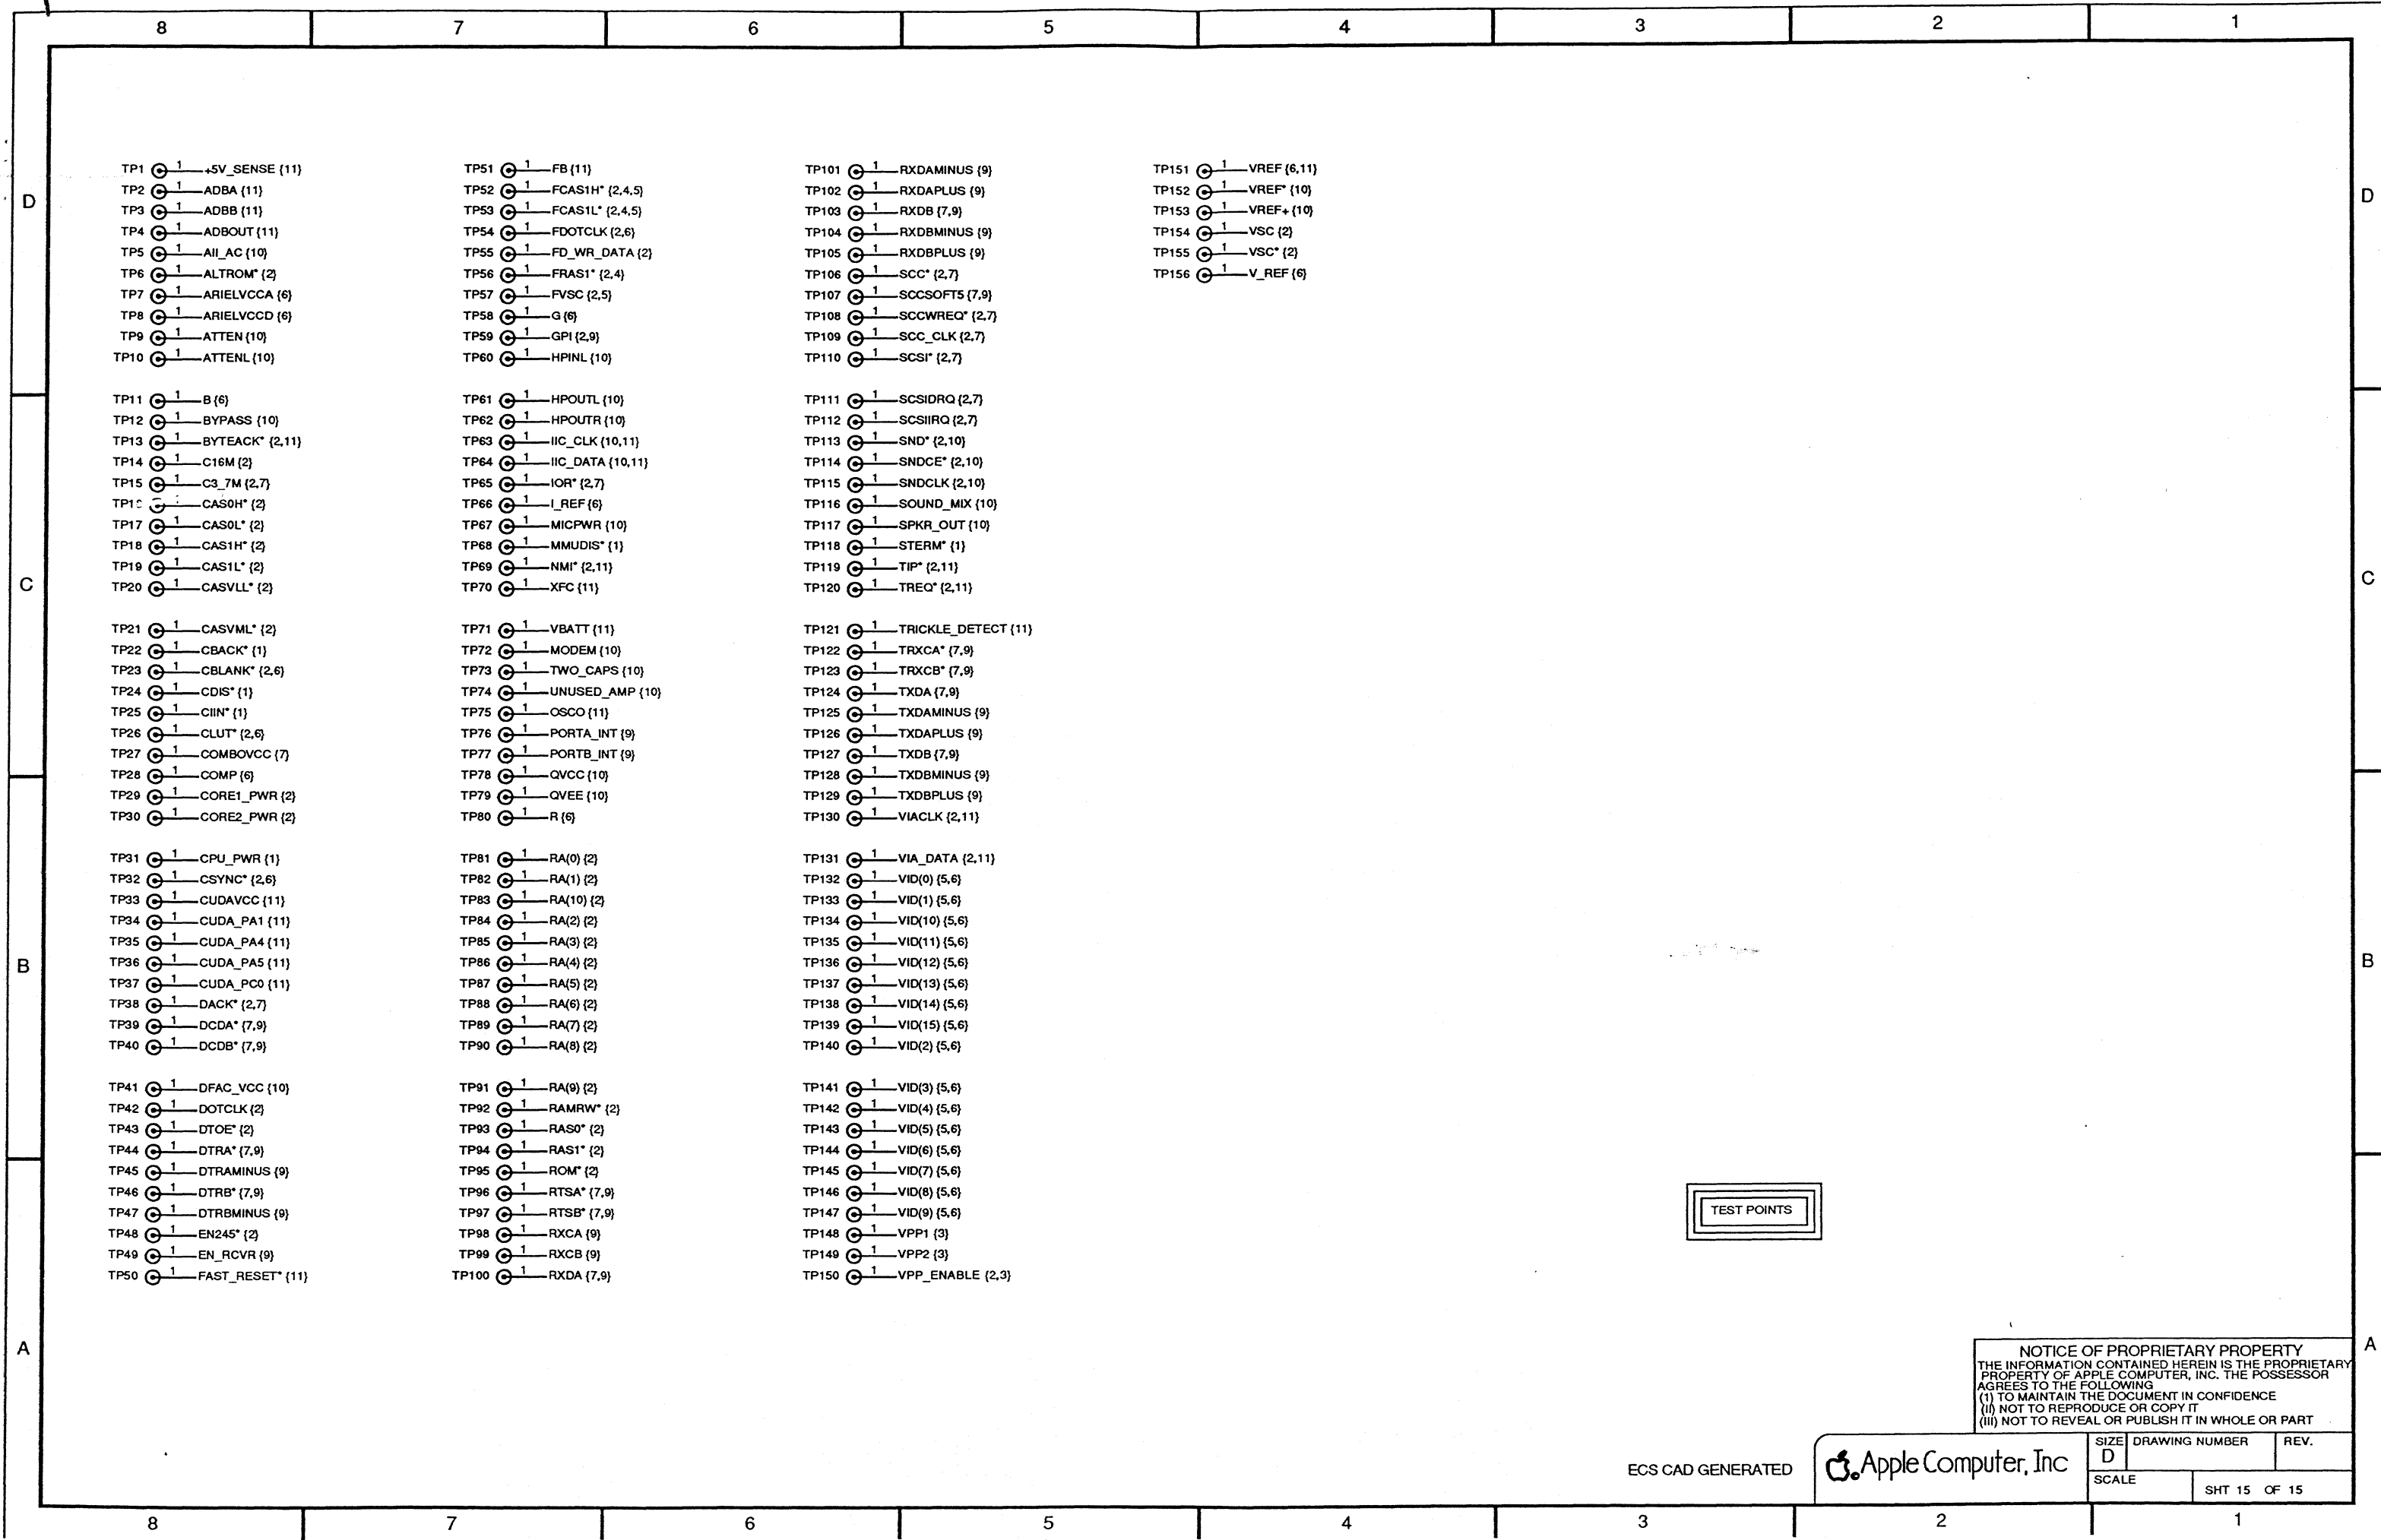 8 7 6 5 4 3 2 1
D
C
B
A
TP1 1 +5V_SENSE {11}
TP2 1 ADBA {11}
TP3 1 ADBB {11}
TP4 1 ADBOUT {11}
TP5 1 AII_AC {10}
TP6 1 ALTROM* {2}
TP7 1 ARIELVCCA {6}
TP8 1 ARIELVCCD {6}
TP9 1 ATTEN {10}
TP10 1 ATTENL {10}
TP11 1 B {6}
TP12 1 BYPASS {10}
TP13 1 BYTEACK* {2,11}
TP14 1 C16M {2}
TP15 1 C3_7M {2,7}
CAS0H* {2}
TP17 1 CAS0L* {2}
TP18 1 CAS1H* {2}
TP19 1 CAS1L* {2}
TP20 1 CASVLL* {2}
TP21 1 CASVML* {2}
TP22 1 CBACK* {1}
TP23 1 CBLANK* {2,6}
TP24 1 CDIS* {1}
TP25 1 CIIN* {1}
TP26 1 CLUT* {2,6}
TP27 1 COMBOVCC {7}
TP28 1 COMP {6}
TP29 1 CORE1_PWR {2}
TP30 1 CORE2_PWR {2}
TP31 1 CPU_PWR {1}
TP32 1 CSYNC* {2,6}
TP33 1 CUDAVCC {11}
TP34 1 CUDA_PA1 {11}
TP35 1 CUDA_PA4 {11}
TP36 1 CUDA_PA5 {11}
TP37 1 CUDA_PC0 {11}
TP38 1 DACK* {2,7}
TP39 1 DCDA* {7,9}
TP40 1 DCDB* {7,9}
TP41 1 DFAC_VCC {10}
TP42 1 DOTCLK {2}
TP43 1 DTOE* {2}
TP44 1 DTRA* {7,9}
TP45 1 DTRAMINUS {9}
TP46 1 DTRB* {7,9}
TP47 1 DTRBMINUS {9}
TP48 1 EN245* {2}
TP49 1 EN_RCVR {9}
TP50 1 FAST_RESET* {11}
TP51 1 FB {11}
TP52 1 FCAS1H* {2,4,5}
TP53 1 FCAS1L* {2,4,5}
TP54 1 FDOTCLK {2,6}
TP55 1 FD_WR_DATA {2}
TP56 1 FRAS1* {2,4}
TP57 1 FVSC {2,5}
TP58 1 G {6}
TP59 1 GPI {2,9}
TP60 1 HPINL {10}
TP61 1 HPOUTL {10}
TP62 1 HPOUTR {10}
TP63 1 IIC_CLK {10,11}
TP64 1 IIC_DATA {10,11}
TP65 1 IOR* {2,7}
TP66 1 I_REF {6}
TP67 1 MICPWR {10}
TP68 1 MMUDIS* {1}
TP69 1 NMI* {2,11}
TP70 1 XFC {11}
TP71 1 VBATT {11}
TP72 1 MODEM {10}
TP73 1 TWO_CAPS {10}
TP74 1 UNUSED_AMP {10}
TP75 1 OSCO {11}
TP76 1 PORTA_INT {9}
TP77 1 PORTB_INT {9}
TP78 1 QVCC {10}
TP79 1 QVEE {10}
TP80 1 R {6}
TP81 1 RA(0) {2}
TP82 1 RA(1) {2}
TP83 1 RA(10) {2}
TP84 1 RA(2) {2}
TP85 1 RA(3) {2}
TP86 1 RA(4) {2}
TP87 1 RA(5) {2}
TP88 1 RA(6) {2}
TP89 1 RA(7) {2}
TP90 1 RA(8) {2}
TP91 1 RA(9) {2}
TP92 1 RAMRW* {2}
TP93 1 RAS0* {2}
TP94 1 RAS1* {2}
TP95 1 ROM* {2}
TP96 1 RTSA* {7,9}
TP97 1 RTSB* {7,9}
TP98 1 RXCA {9}
TP99 1 RXCB {9}
TP100 1 RXDA {7,9}
TP101 1 RXDAMINUS {9}
TP102 1 RXDAPLUS {9}
TP103 1 RXDB {7,9}
TP104 1 RXDBMINUS {9}
TP105 1 RXDBPLUS {9}
TP106 1 SCC* {2,7}
TP107 1 SCCSOFT5 {7,9}
TP108 1 SCCWREQ* {2,7}
TP109 1 SCC_CLK {2,7}
TP110 1 SCSI* {2,7}
TP111 1 SCSIDRQ {2,7}
TP112 1 SCSIIRQ {2,7}
TP113 1 SND* {2,10}
TP114 1 SNDCE* {2,10}
TP115 1 SNDCLK {2,10}
TP116 1 SOUND_MIX {10}
TP117 1 SPKR_OUT {10}
TP118 1 STERM* {1}
TP119 1 TIP* {2,11}
TP120 1 TREQ* {2,11}
TP121 1 TRICKLE_DETECT {11}
TP122 1 TRXCA* {7,9}
TP123 1 TRXCB* {7,9}
TP124 1 TXDA {7,9}
TP125 1 TXDAMINUS {9}
TP126 1 TXDAPLUS {9}
TP127 1 TXDB {7,9}
TP128 1 TXDBMINUS {9}
TP129 1 TXDBPLUS {9}
TP130 1 VIACLK {2,11}
TP131 1 VIA_DATA {2,11}
TP132 1 VID(0) {5,6}
TP133 1 VID(1) {5,6}
TP134 1 VID(10) {5,6}
TP135 1 VID(11) {5,6}
TP136 1 VID(12) {5,6}
TP137 1 VID(13) {5,6}
TP138 1 VID(14) {5,6}
TP139 1 VID(15) {5,6}
TP140 1 VID(2) {5,6}
TP141 1 VID(3) {5,6}
TP142 1 VID(4) {5,6}
TP143 1 VID(5) {5,6}
TP144 1 VID(6) {5,6}
TP145 1 VID(7) {5,6}
TP146 1 VID(8) {5,6}
TP147 1 VID(9) {5,6}
TP148 1 VPP1 {3}
TP149 1 VPP2 {3}
TP150 1 VPP_ENABLE {2,3}
TP151 1 VREF {6,11}
TP152 1 VREF* {10}
TP153 1 VREF+ {10}
TP154 1 VSC {2}
TP155 1 VSC* {2}
TP156 1 V_REF {6}
D
C
B
A
TEST POINTS
NOTICE OF PROPRIETARY PROPERTY
THE INFORMATION CONTAINED HEREIN IS THE PROPRIETARY
PROPERTY OF APPLE COMPUTER, INC. THE POSSESSOR
AGREES TO THE FOLLOWING
(I) TO MAINTAIN THE DOCUMENT IN CONFIDENCE
(II) NOT TO REPRODUCE OR COPY IT
(III) NOT TO REVEAL OR PUBLISH IT IN WHOLE OR PART
ECS CAD GENERATED
Apple Computer, Inc
SIZE DRAWING NUMBER REV.
D
SCALE
SHT 15 OF 15
8 7 6 5 4 3 2 1